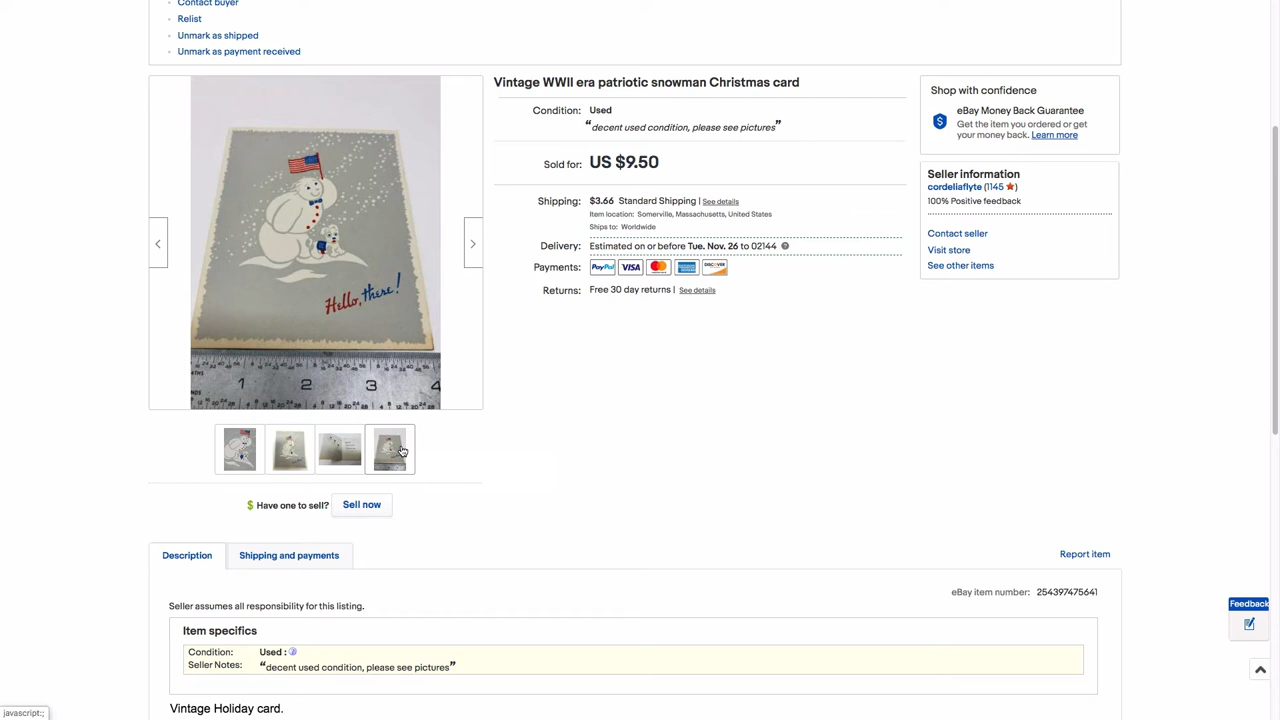 Contact buyer
Relist
Unmark as shipped
Unmark as payment received
Hello, there!
1 2 3 4
Vintage WWII era patriotic snowman Christmas card
Condition: Used
“decent used condition, please see pictures”
Sold for: US $9.50
Shipping: $3.66 Standard Shipping | See details
Item location: Somerville, Massachusetts, United States
Ships to: Worldwide
Delivery: Estimated on or before Tue. Nov. 26 to 02144 ?
Payments: PayPal VISA mastercard AMERICAN EXPRESS DISCOVER
Returns: Free 30 day returns | See details
Shop with confidence
eBay Money Back Guarantee
Get the item you ordered or get
your money back. Learn more
Seller information
cordeliaflyte (1145 ★)
100% Positive feedback
Contact seller
Visit store
See other items
$ Have one to sell? Sell now
Description
Shipping and payments
Report item
eBay item number: 254397475641
Seller assumes all responsibility for this listing.
Item specifics
Condition: Used :
Seller Notes: “decent used condition, please see pictures”
Vintage Holiday card.
Feedback
javascript:;